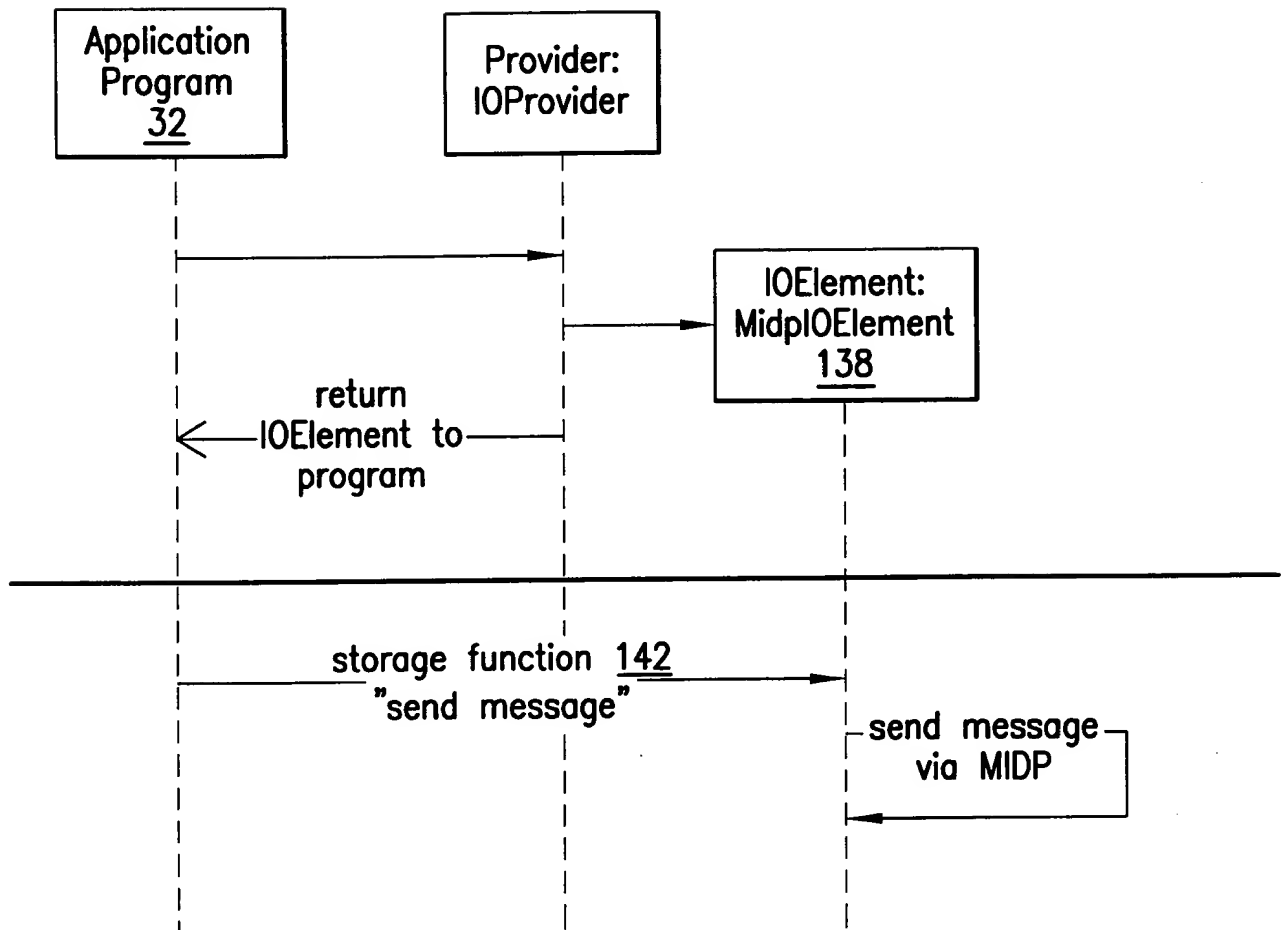 Application
Program
32
Provider:
IOProvider
IOElement:
MidpIOElement
138
return
IOElement to
program
storage function 142
"send message"
send message
via MIDP